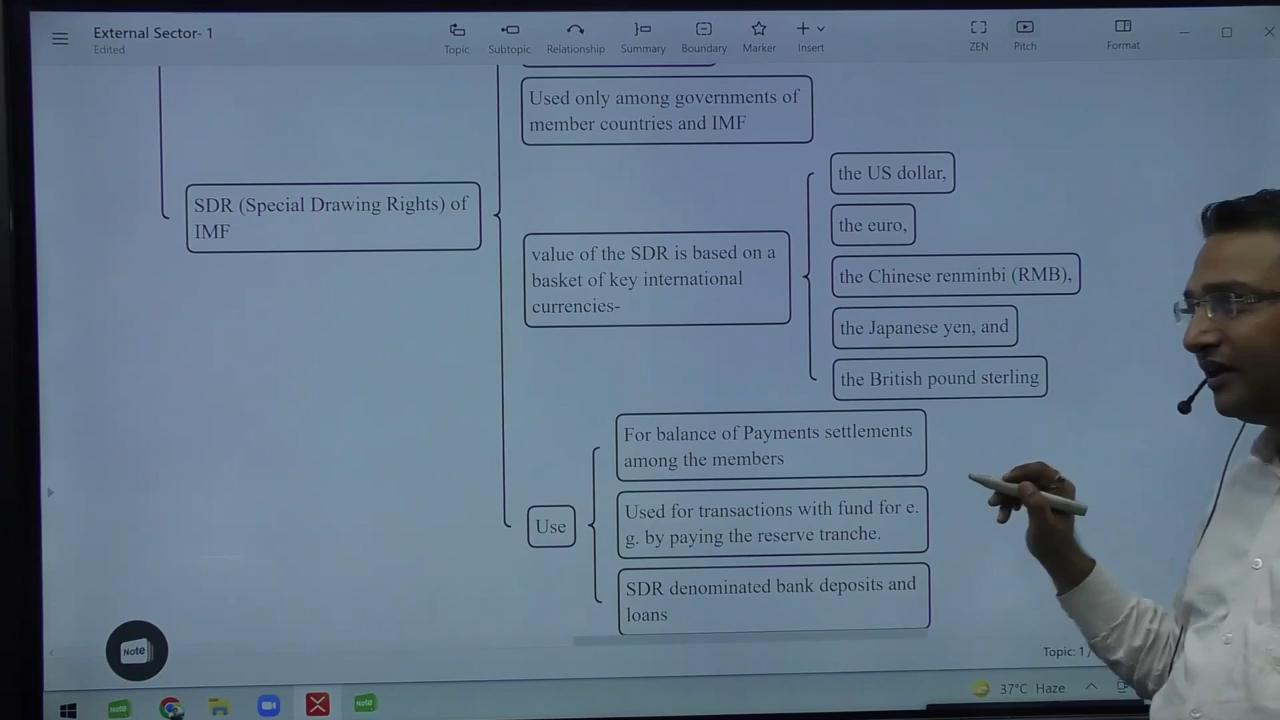 External Sector- 1
Edited
Topic
Subtopic
Relationship
Summary
Boundary
Marker
Insert
ZEN
Pitch
Format
Used only among governments of
member countries and IMF
SDR (Special Drawing Rights) of
IMF
value of the SDR is based on a
basket of key international
currencies-
the US dollar,
the euro,
the Chinese renminbi (RMB),
the Japanese yen, and
the British pound sterling
Use
For balance of Payments settlements
among the members
Used for transactions with fund for e.
g. by paying the reserve tranche.
SDR denominated bank deposits and
loans
Note
Topic: 1 /
37°C Haze
Note
Note